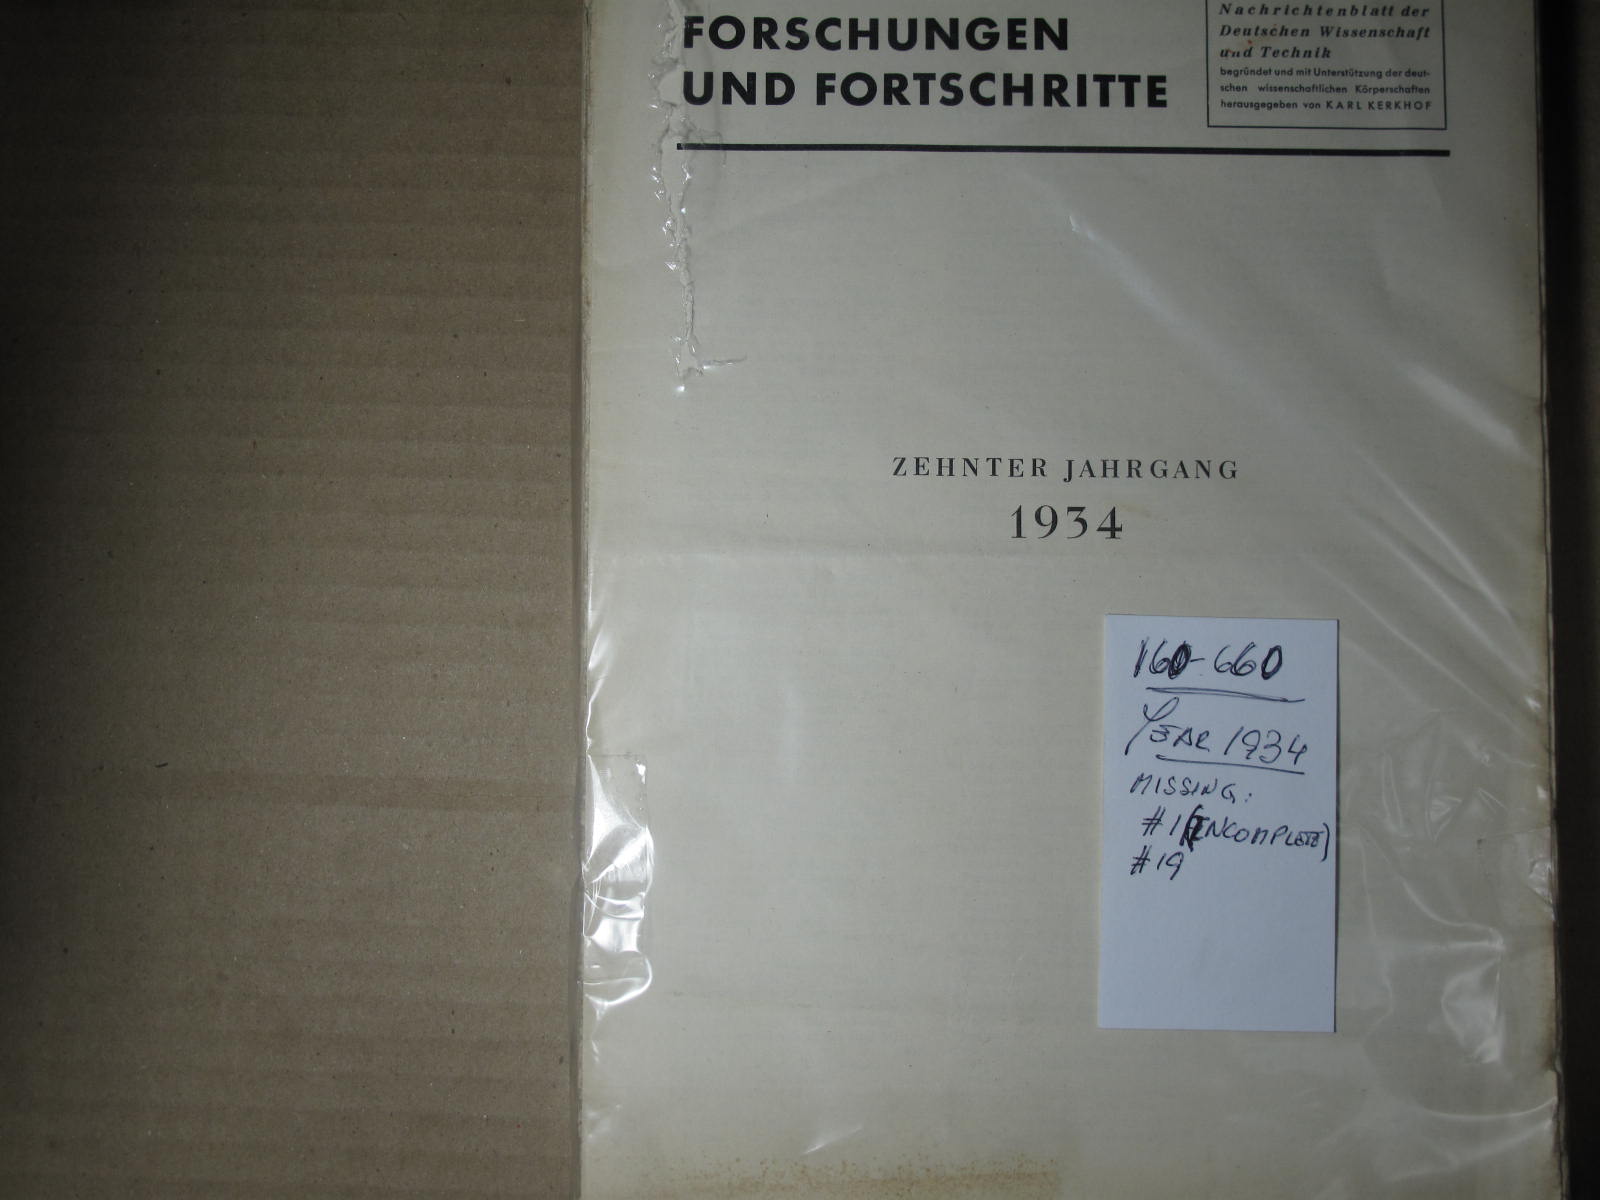 FORSCHUNGEN
UND FORTSCHRITTE
Nachrichtenblatt der
Deutschen Wissenschaft
und Technik
begründet und mit Unterstützung der deut-
schen wissenschaftlichen Körperschaften
herausgegeben von KARL KERKHOF
ZEHNTER JAHRGANG
1934
160-660
YEAR 1934
MISSING:
#1 (INCOMPLETE)
#19